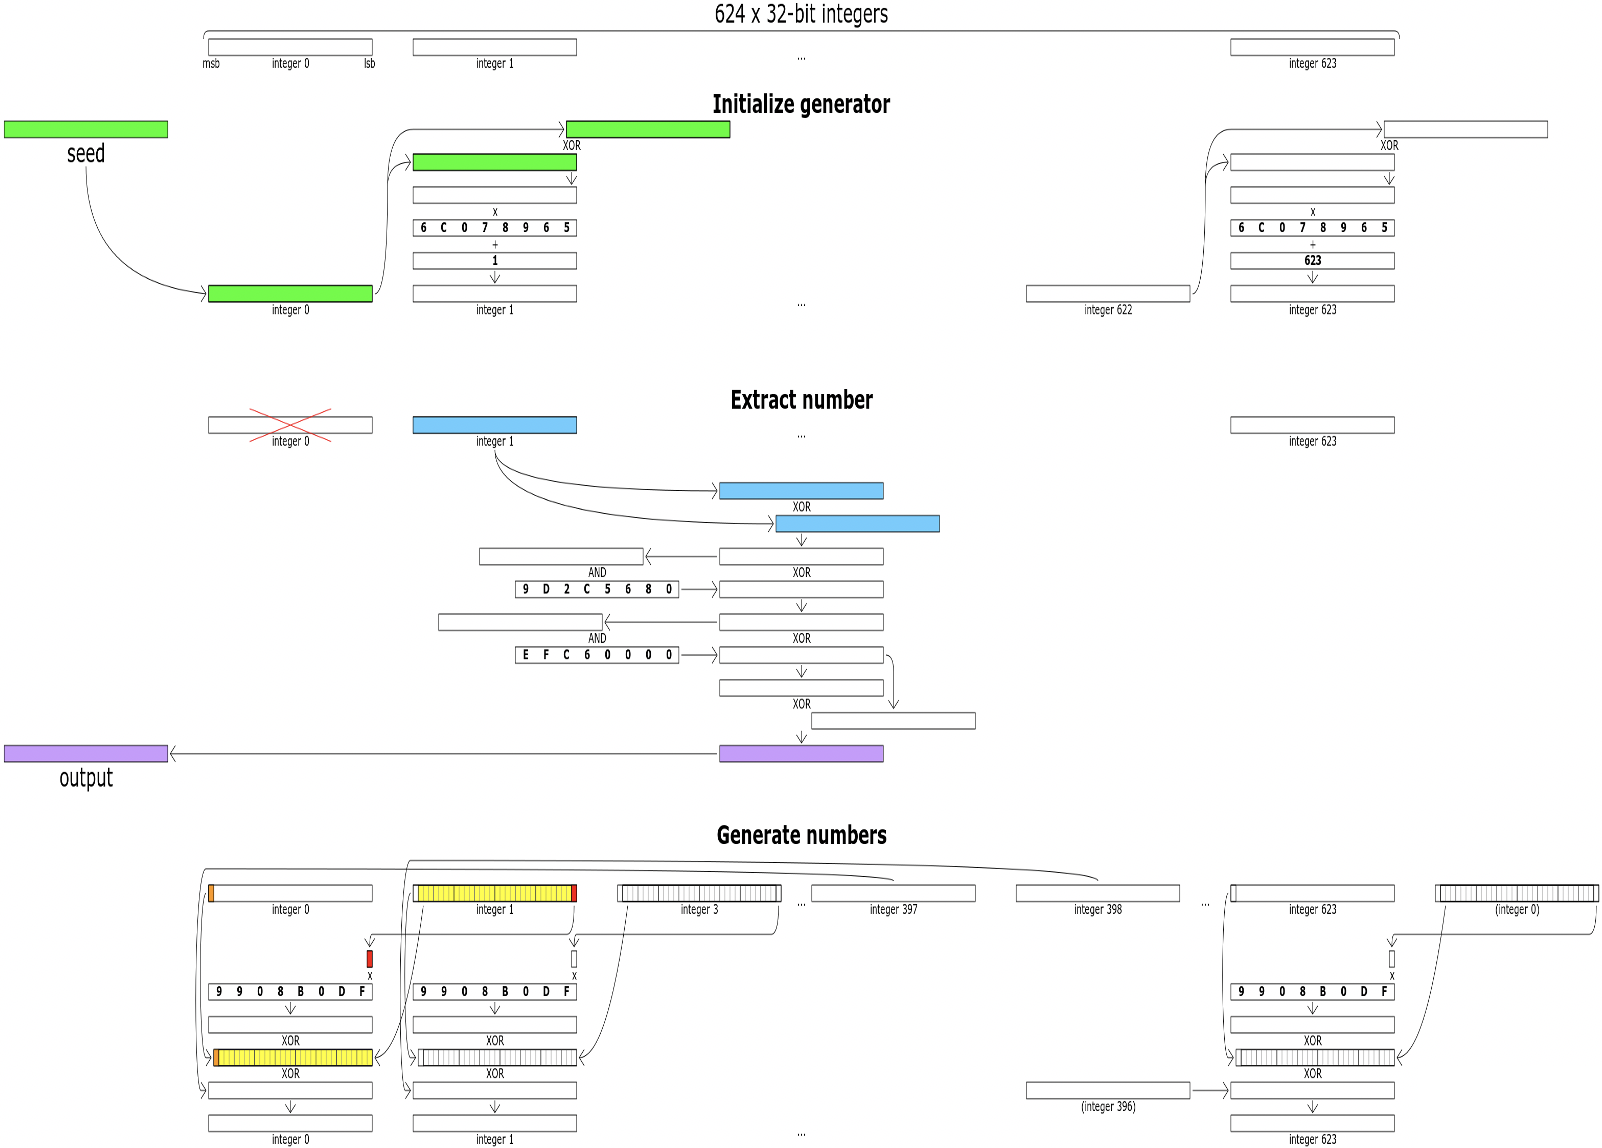 624 x 32-bit integers
msb integer 0 lsb integer 1 ... integer 623
Initialize generator
seed
XOR XOR
x x
6 C 0 7 8 9 6 5 6 C 0 7 8 9 6 5
+ +
1 623
integer 0 integer 1 ... integer 622 integer 623
Extract number
integer 0 integer 1 ... integer 623
XOR
AND XOR
9 D 2 C 5 6 8 0
AND XOR
E F C 6 0 0 0 0
XOR
output
Generate numbers
integer 0 integer 1 integer 3 ... integer 397 integer 398 ... integer 623 (integer 0)
x x x
9 9 0 8 B 0 D F 9 9 0 8 B 0 D F 9 9 0 8 B 0 D F
XOR XOR XOR
XOR XOR XOR
(integer 396)
integer 0 integer 1 ... integer 623